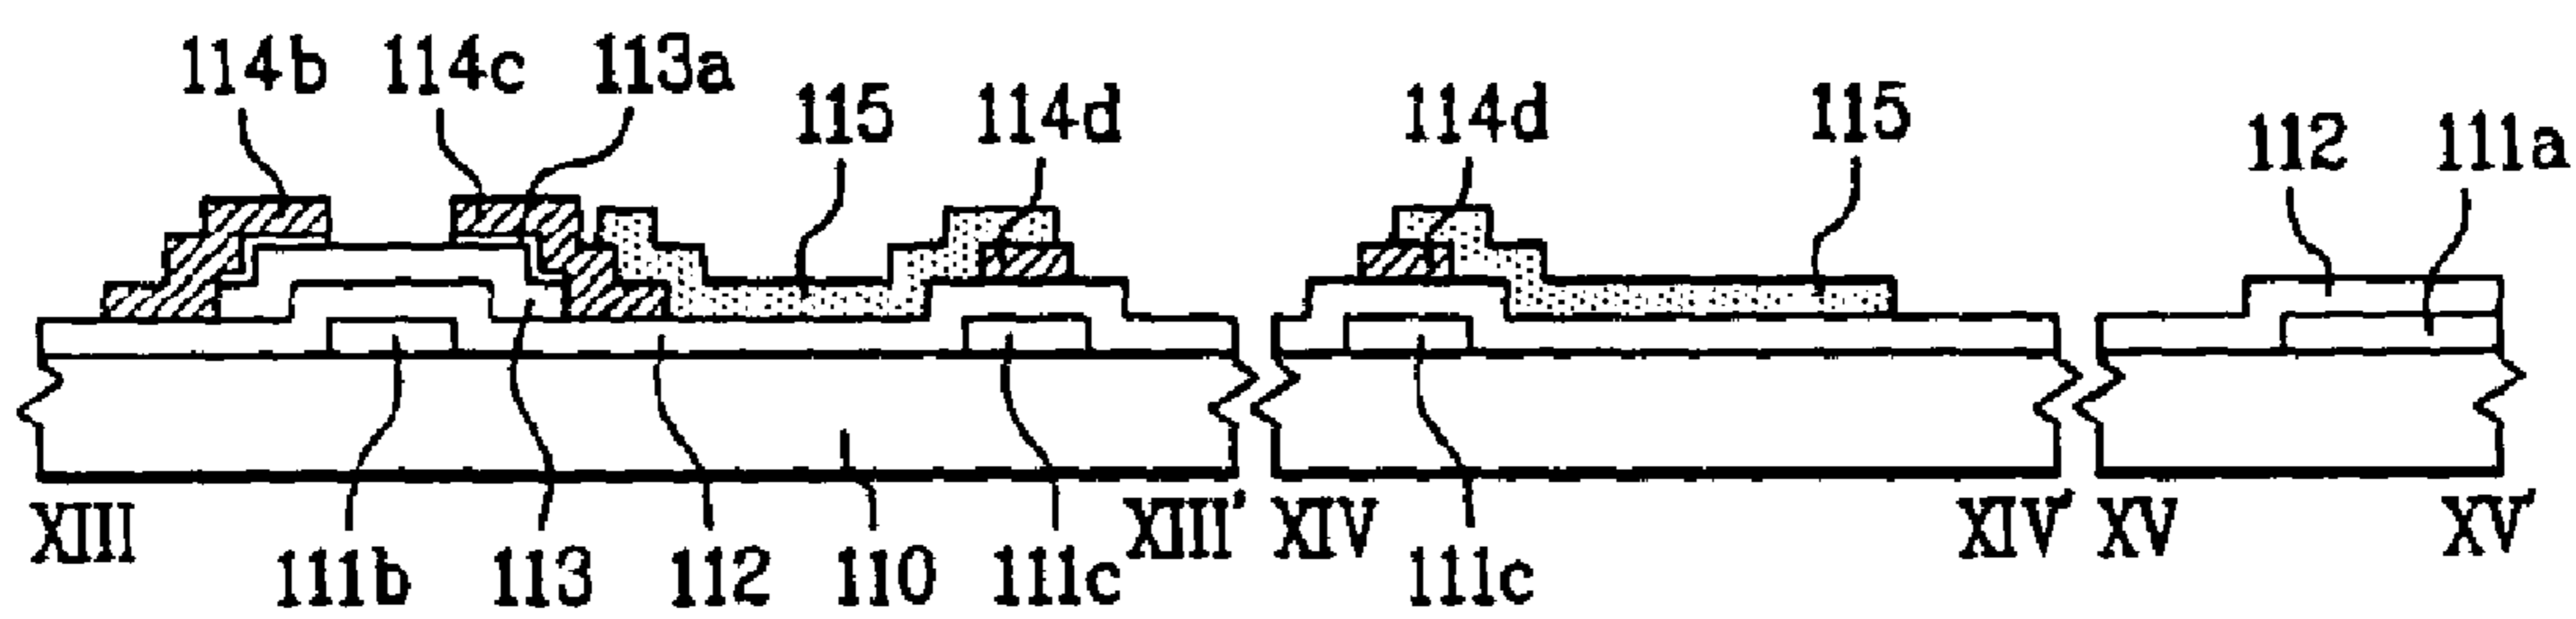 114b 114c 113a 115 114d 114d 115 112 111a
XIII XIII' XIV XIV' XV XV'
111b 113 112 110 111c 111c